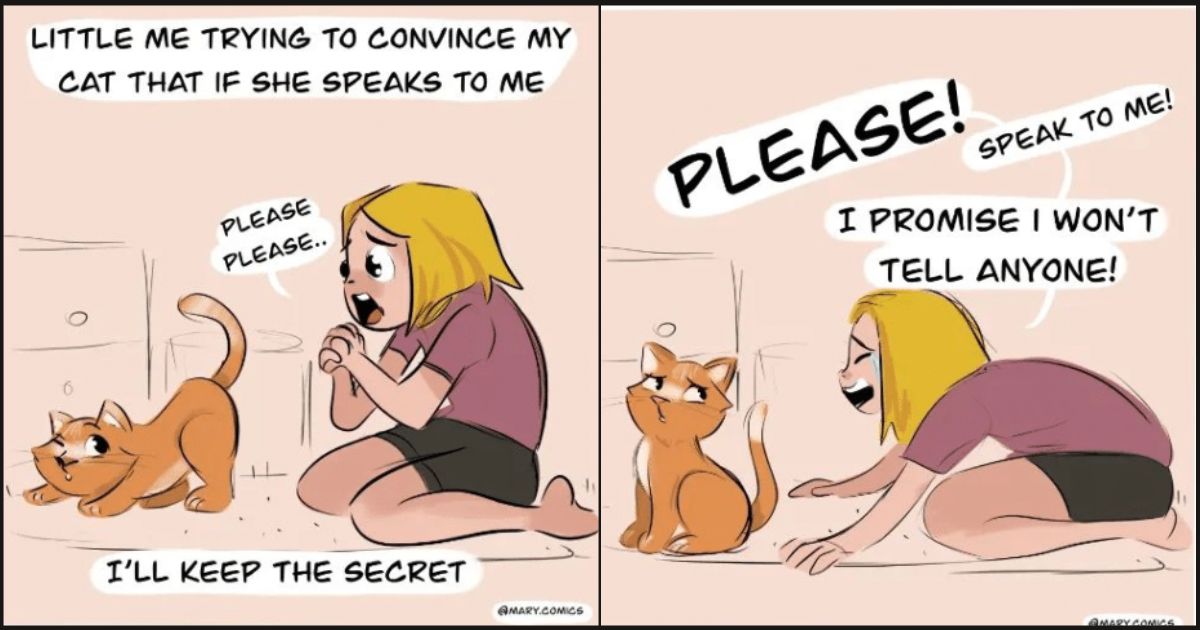 LITTLE ME TRYING TO CONVINCE MY
CAT THAT IF SHE SPEAKS TO ME
PLEASE
PLEASE..
I'LL KEEP THE SECRET
@MARY.COMICS
PLEASE!
SPEAK TO ME!
I PROMISE I WON'T
TELL ANYONE!
@MARY.COMICS